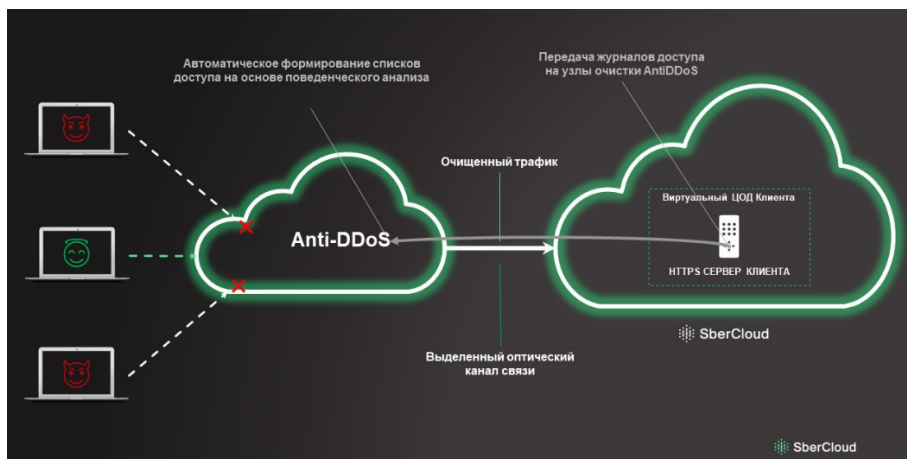 Автоматическое формирование списков
доступа на основе поведенческого анализа
Передача журналов доступа
на узлы очистки AntiDDoS
Очищенный трафик
Виртуальный ЦОД Клиента
Anti-DDoS
HTTPS СЕРВЕР КЛИЕНТА
SberCloud
Выделенный оптический
канал связи
SberCloud